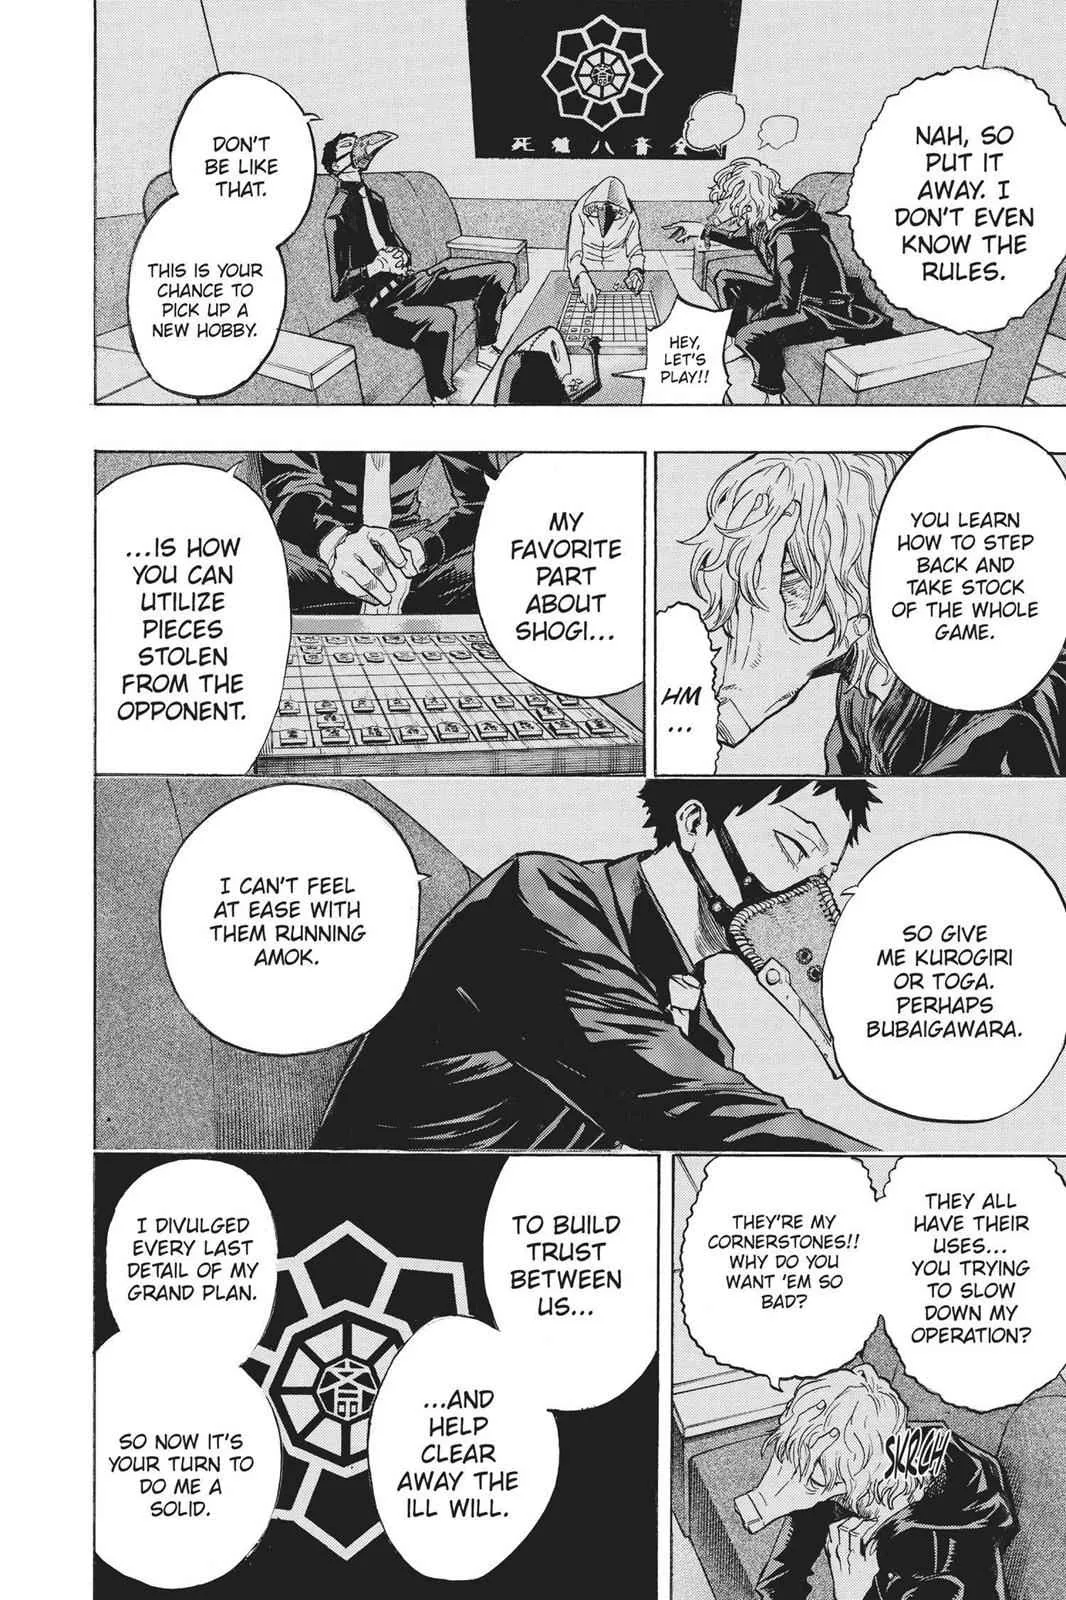 NAH, SO
PUT IT
AWAY. I
DON'T EVEN
KNOW THE
RULES.
HEY,
LET'S
PLAY!!
DON'T
BE LIKE
THAT.
THIS IS YOUR
CHANCE TO
PICK UP A
NEW HOBBY.
YOU LEARN
HOW TO STEP
BACK AND
TAKE STOCK
OF THE WHOLE
GAME.
HM
...
MY
FAVORITE
PART
ABOUT
SHOGI...
...IS HOW
YOU CAN
UTILIZE
PIECES
STOLEN
FROM THE
OPPONENT.
SO GIVE
ME KUROGIRI
OR TOGA.
PERHAPS
BUBAIGAWARA.
I CAN'T FEEL
AT EASE WITH
THEM RUNNING
AMOK.
THEY ALL
HAVE THEIR
USES...
YOU TRYING
TO SLOW
DOWN MY
OPERATION?
THEY'RE MY
CORNERSTONES!!
WHY DO YOU
WANT 'EM SO
BAD?
SKRCH
TO BUILD
TRUST
BETWEEN
US...
...AND
HELP
CLEAR
AWAY THE
ILL WILL.
I DIVULGED
EVERY LAST
DETAIL OF MY
GRAND PLAN.
SO NOW IT'S
YOUR TURN TO
DO ME A
SOLID.